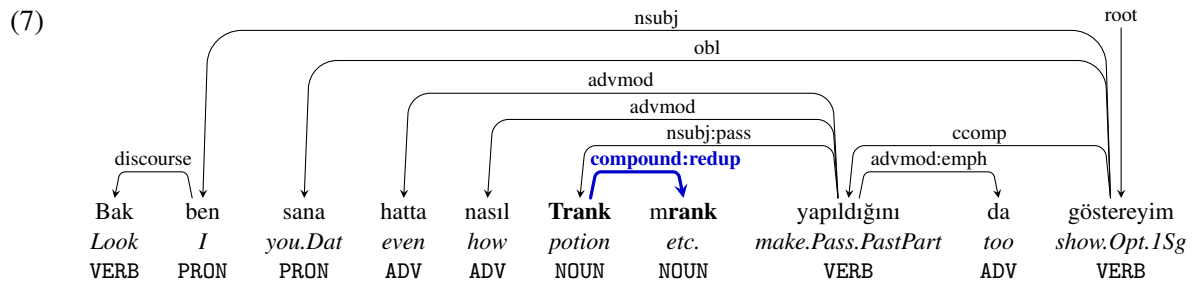 (7)
nsubj root
obl
advmod
advmod
nsubj:pass ccomp
discourse compound:redup advmod:emph
Bak ben sana hatta nasıl Trank mrank yapıldığını da göstereyim
Look I you.Dat even how potion etc. make.Pass.PastPart too show.Opt.1Sg
VERB PRON PRON ADV ADV NOUN NOUN VERB ADV VERB